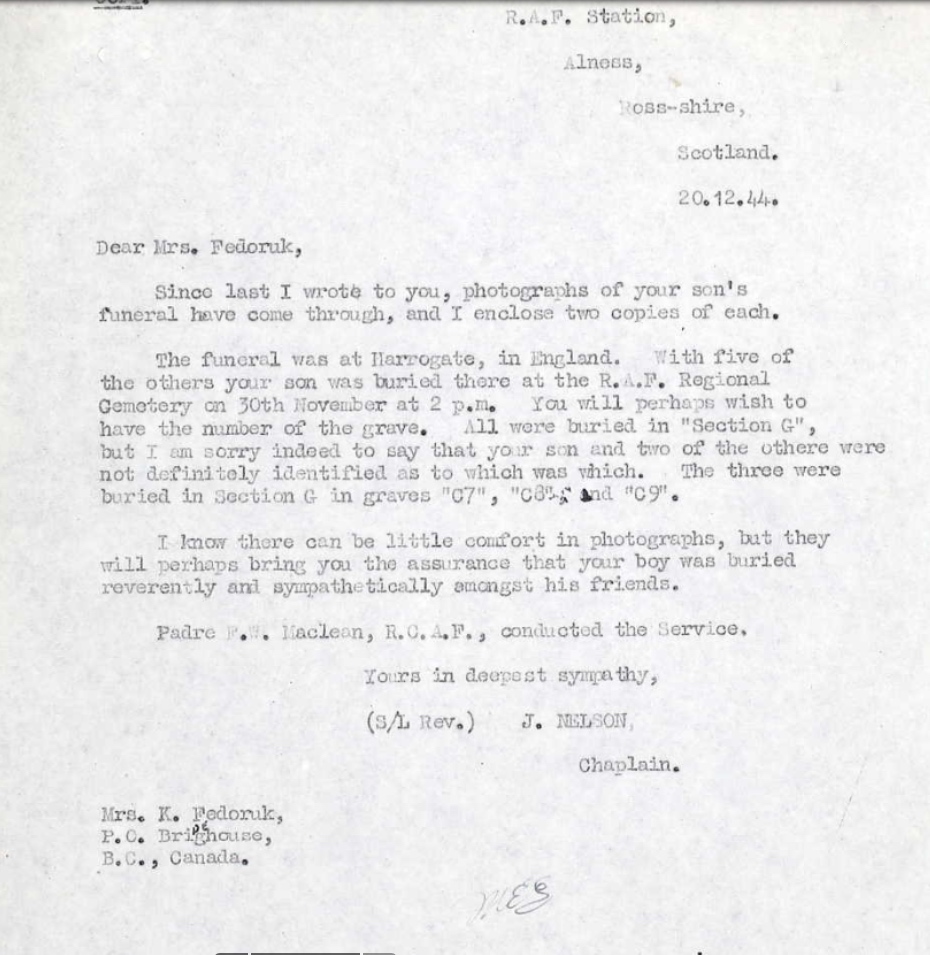 R.A.F. Station,
Alness,
Ross-shire,
Scotland.
20.12.44.
Dear Mrs. Fedoruk,
Since last I wrote to you, photographs of your son's
funeral have come through, and I enclose two copies of each.
The funeral was at Harrogate, in England. With five of
the others your son was buried there at the R.A.F. Regional
Cemetery on 30th November at 2 p.m. You will perhaps wish to
have the number of the grave. All were buried in "Section G",
but I am sorry indeed to say that your son and two of the others were
not definitely identified as to which was which. The three were
buried in Section G in graves "C7", "C8", and "C9".
I know there can be little comfort in photographs, but they
will perhaps bring you the assurance that your boy was buried
reverently and sympathetically amongst his friends.
Padre F.W. Maclean, R.C.A.F., conducted the Service.
Yours in deepest sympathy,
(S/L Rev.) J. NELSON,
Chaplain.
Mrs. K. Fedoruk,
P.O. Brighouse,
B.C., Canada.